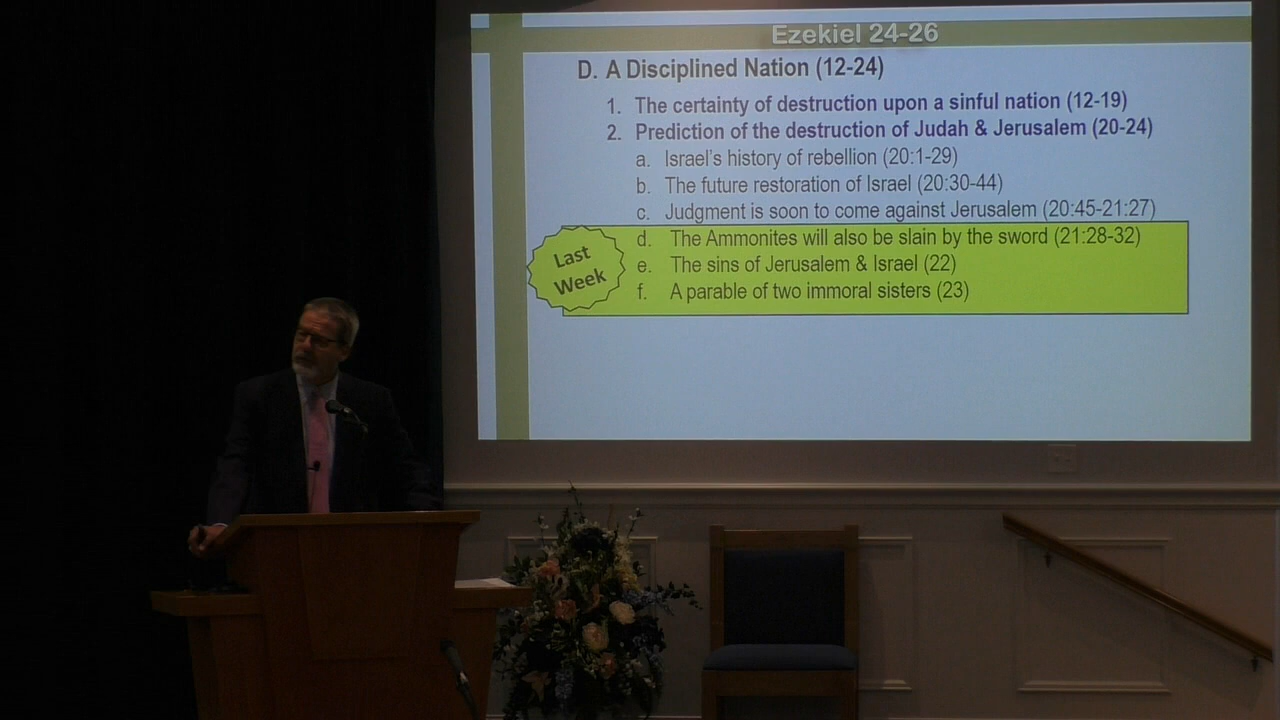 Ezekiel 24-26
D. A Disciplined Nation (12-24)
1. The certainty of destruction upon a sinful nation (12-19)
2. Prediction of the destruction of Judah & Jerusalem (20-24)
a. Israel's history of rebellion (20:1-29)
b. The future restoration of Israel (20:30-44)
c. Judgment is soon to come against Jerusalem (20:45-21:27)
d. The Ammonites will also be slain by the sword (21:28-32)
e. The sins of Jerusalem & Israel (22)
f. A parable of two immoral sisters (23)
Last
Week